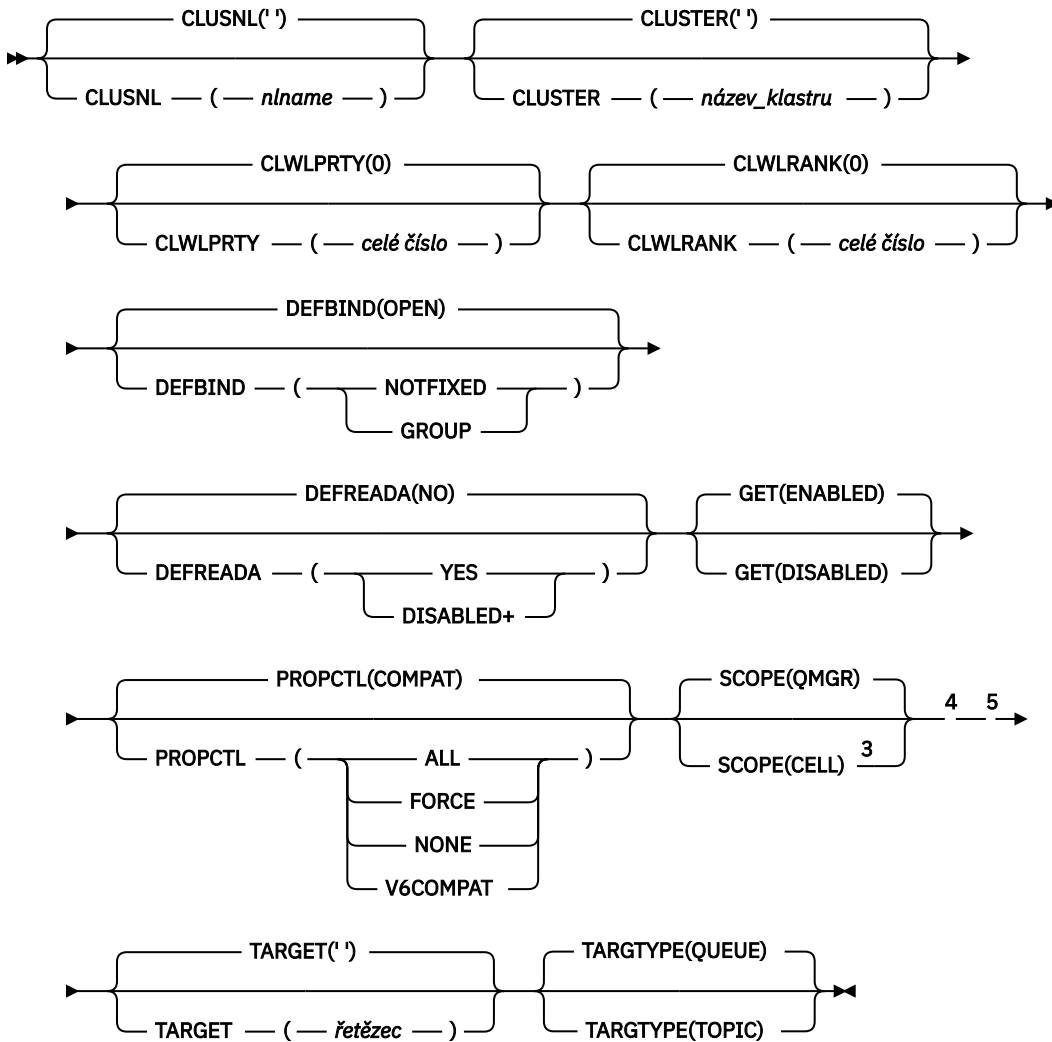 CLUSNL(' ') CLUSTER(' ')
CLUSNL ( nlname ) CLUSTER ( název_klastru )
CLWLPRTY(0) CLWLRANK(0)
CLWLPRTY ( celé číslo ) CLWLRANK ( celé číslo )
DEFBIND(OPEN)
DEFBIND ( NOTFIXED )
GROUP
DEFREADA(NO) GET(ENABLED)
DEFREADA ( YES ) GET(DISABLED)
DISABLED+
PROPCTL(COMPAT) SCOPE(QMGR) 4 5
PROPCTL ( ALL ) SCOPE(CELL) 3
FORCE
NONE
V6COMPAT
TARGET(' ') TARGTYPE(QUEUE)
TARGET ( řetězec ) TARGTYPE(TOPIC)